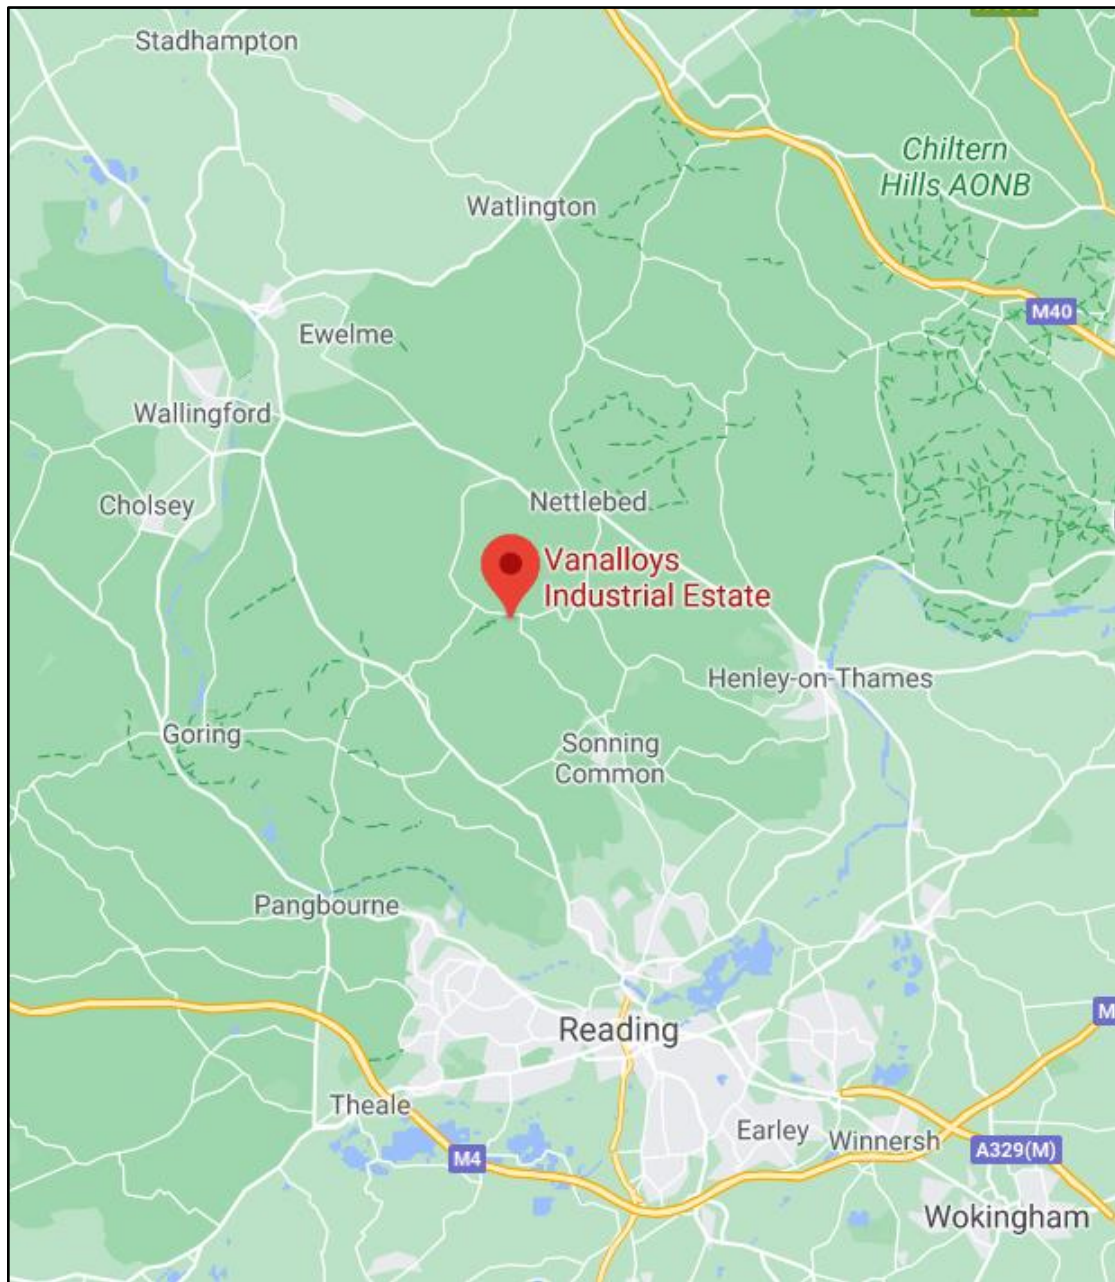 Stadhampton
Chiltern
Hills AONB
Watlington
M40
Ewelme
Wallingford
Nettlebed
Cholsey
Vanalloys
Industrial Estate
Henley-on-Thames
Goring
Sonning
Common
Pangbourne
Reading
Theale
Earley
Winnersh
M4
A329(M)
Wokingham